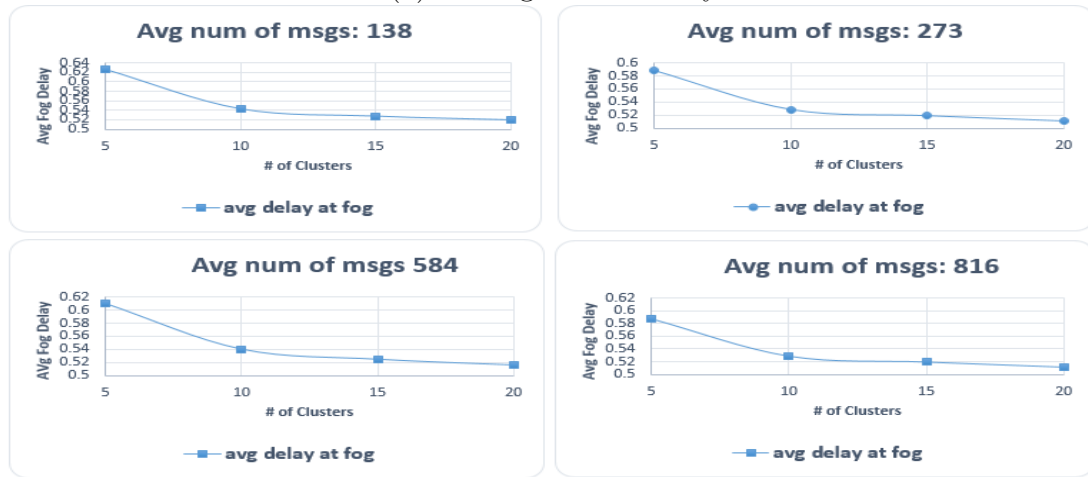 Avg num of msgs: 138
Avg Fog Delay
0.64
0.62
0.6
0.58
0.56
0.54
0.52
0.5
5 10 15 20
# of Clusters
avg delay at fog
Avg num of msgs: 273
Avg Fog Delay
0.6
0.58
0.56
0.54
0.52
0.5
5 10 15 20
# of Clusters
avg delay at fog
Avg num of msgs 584
AVg Fog Delay
0.62
0.6
0.58
0.56
0.54
0.52
0.5
5 10 15 20
# of Clusters
avg delay at fog
Avg num of msgs: 816
Avg Fog Delay
0.62
0.6
0.58
0.56
0.54
0.52
0.5
5 10 15 20
# of Clusters
avg delay at fog